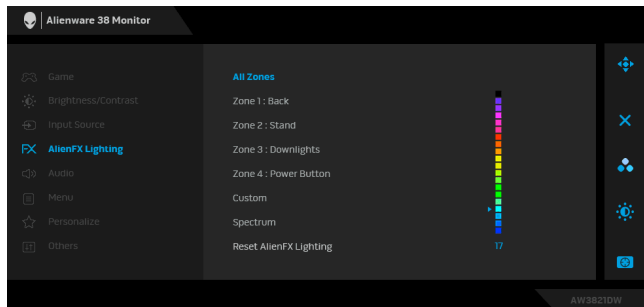 Alienware 38 Monitor
Game
Brightness/Contrast
Input Source
FX AlienFX Lighting
Audio
Menu
Personalize
Others
All Zones
Zone 1 : Back
Zone 2 : Stand
Zone 3 : Downlights
Zone 4 : Power Button
Custom
Spectrum
Reset AlienFX Lighting
17
AW3821DW